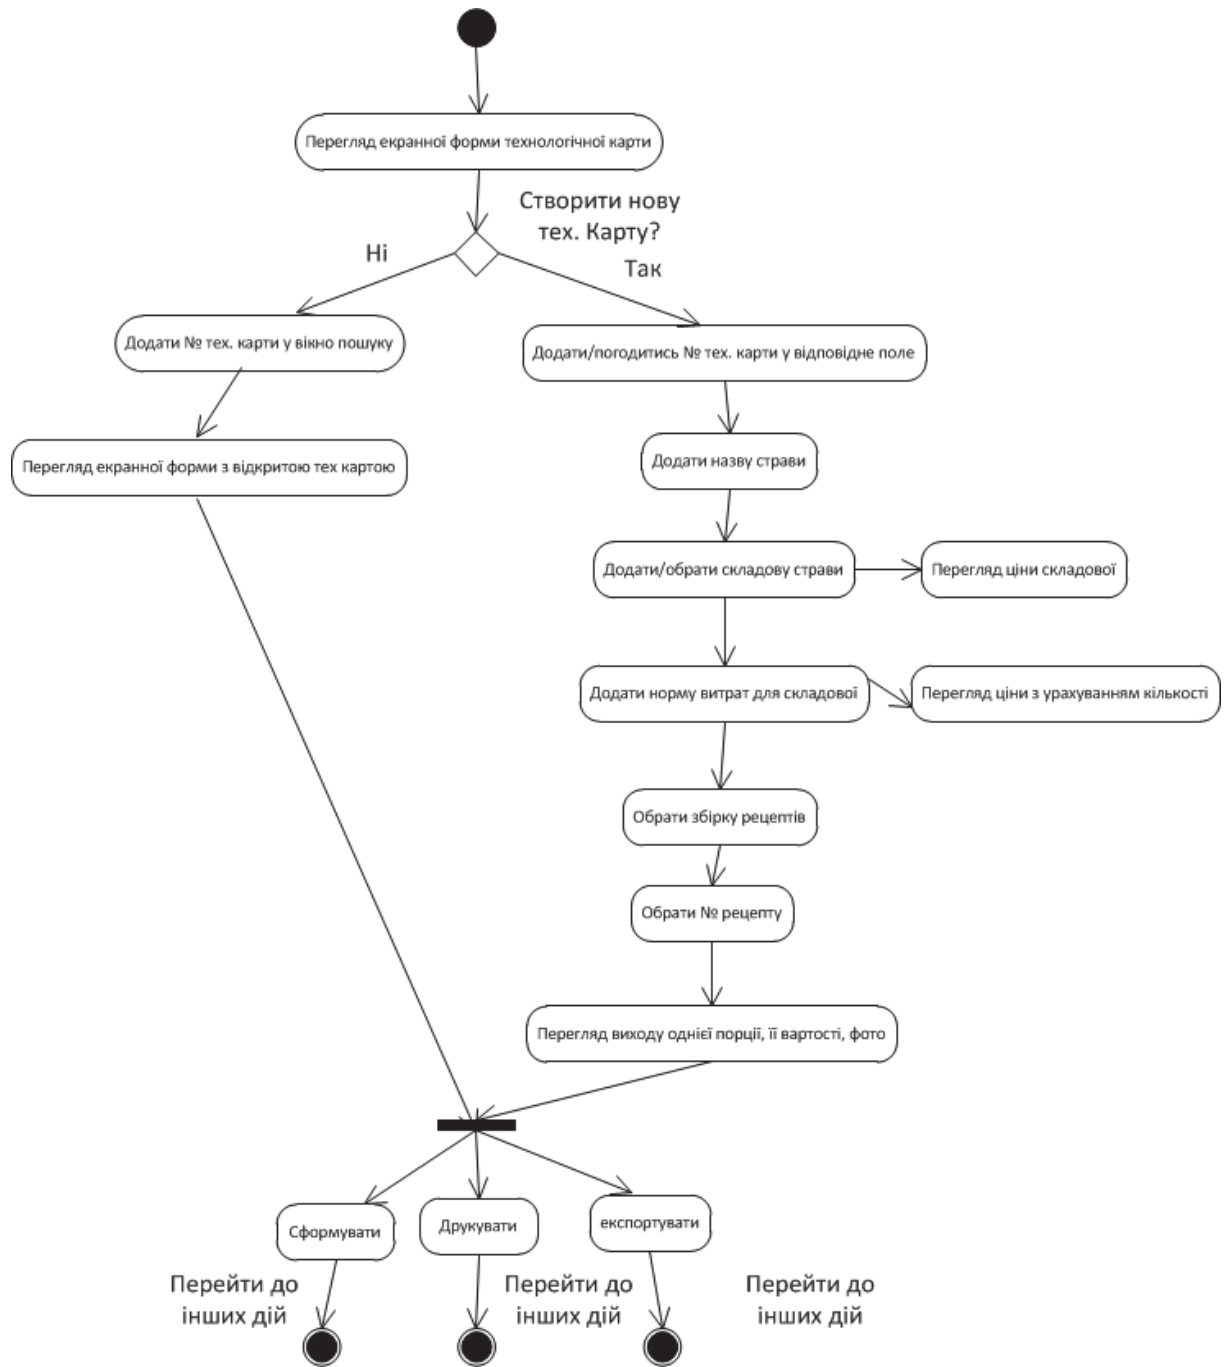 Перегляд екранної форми технологічної карти
Створити нову
тех. Карту?
Ні
Так
Додати № тех. карти у вікно пошуку
Додати/погодитись № тех. карти у відповідне поле
Перегляд екранної форми з відкритою тех картою
Додати назву страви
Додати/обрати складову страви
Перегляд ціни складової
Додати норму витрат для складової
Перегляд ціни з урахуванням кількості
Обрати збірку рецептів
Обрати № рецепту
Перегляд виходу однієї порції, її вартості, фото
Сформувати
Друкувати
експортувати
Перейти до
інших дій
Перейти до
інших дій
Перейти до
інших дій